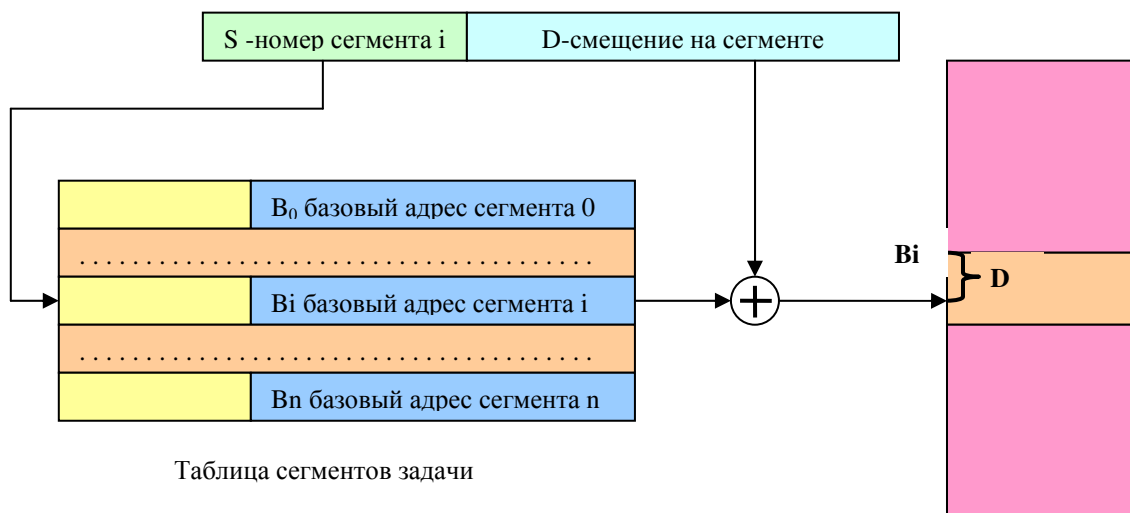 S -номер сегмента i
D-смещение на сегменте
B₀ базовый адрес сегмента 0
. . . . . . . . . . . . . . . . . . . . . . . . . . . . . . . . . . . . . . .
Bi базовый адрес сегмента i
. . . . . . . . . . . . . . . . . . . . . . . . . . . . . . . . . . . . . . .
Bn базовый адрес сегмента n
Bi
D
Таблица сегментов задачи